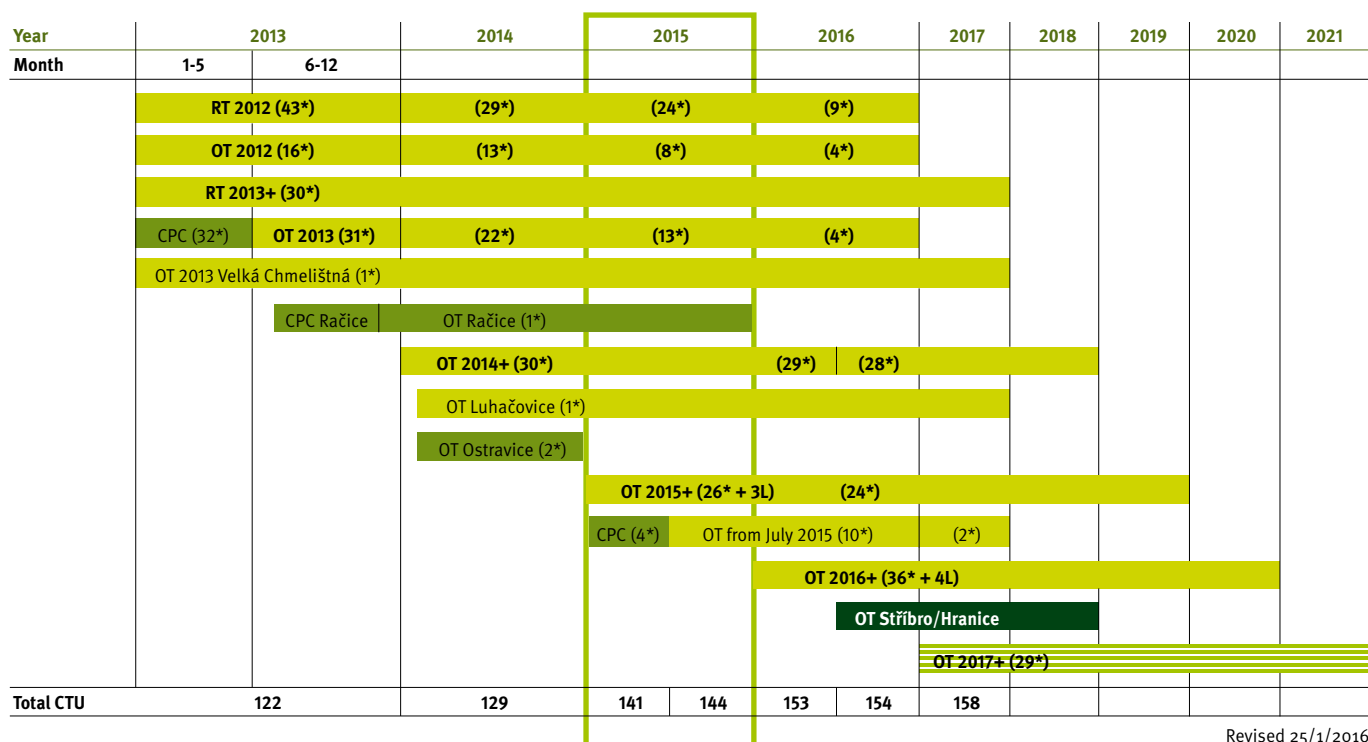 Year 2013 2014 2015 2016 2017 2018 2019 2020 2021
Month 1-5 6-12
RT 2012 (43*) (29*) (24*) (9*)
OT 2012 (16*) (13*) (8*) (4*)
RT 2013+ (30*)
CPC (32*) OT 2013 (31*) (22*) (13*) (4*)
OT 2013 Velká Chmelištná (1*)
CPC Račice OT Račice (1*)
OT 2014+ (30*) (29*) (28*)
OT Luhačovice (1*)
OT Ostravice (2*)
OT 2015+ (26* + 3L) (24*)
CPC (4*) OT from July 2015 (10*) (2*)
OT 2016+ (36* + 4L)
OT Stříbro/Hranice
OT 2017+ (29*)
Total CTU 122 129 141 144 153 154 158
Revised 25/1/2016